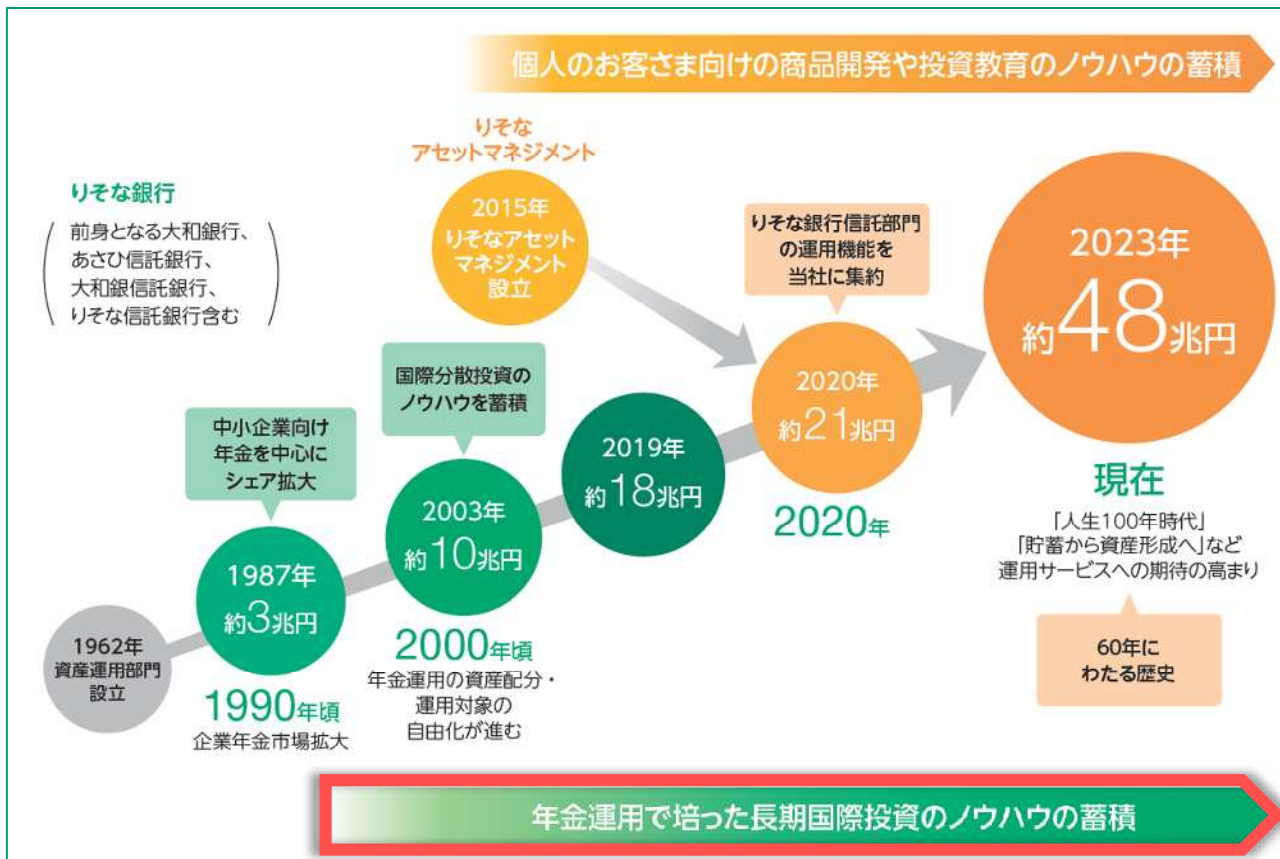 個人のお客さま向けの商品開発や投資教育のノウハウの蓄積
りそな
アセットマネジメント
りそな銀行
前身となる大和銀行、
あさひ信託銀行、
大和銀信託銀行、
りそな信託銀行含む
2015年
りそなアセット
マネジメント
設立
りそな銀行信託部門
の運用機能を
当社に集約
2023年
約48兆円
国際分散投資の
ノウハウを蓄積
2020年
約21兆円
中小企業向け
年金を中心に
シェア拡大
2019年
約18兆円
現在
「人生100年時代」
「貯蓄から資産形成へ」など
運用サービスへの期待の高まり
2003年
約10兆円
2020年
1987年
約3兆円
1962年
資産運用部門
設立
2000年頃
年金運用の資産配分・
運用対象の
自由化が進む
60年に
わたる歴史
1990年頃
企業年金市場拡大
年金運用で培った長期国際投資のノウハウの蓄積